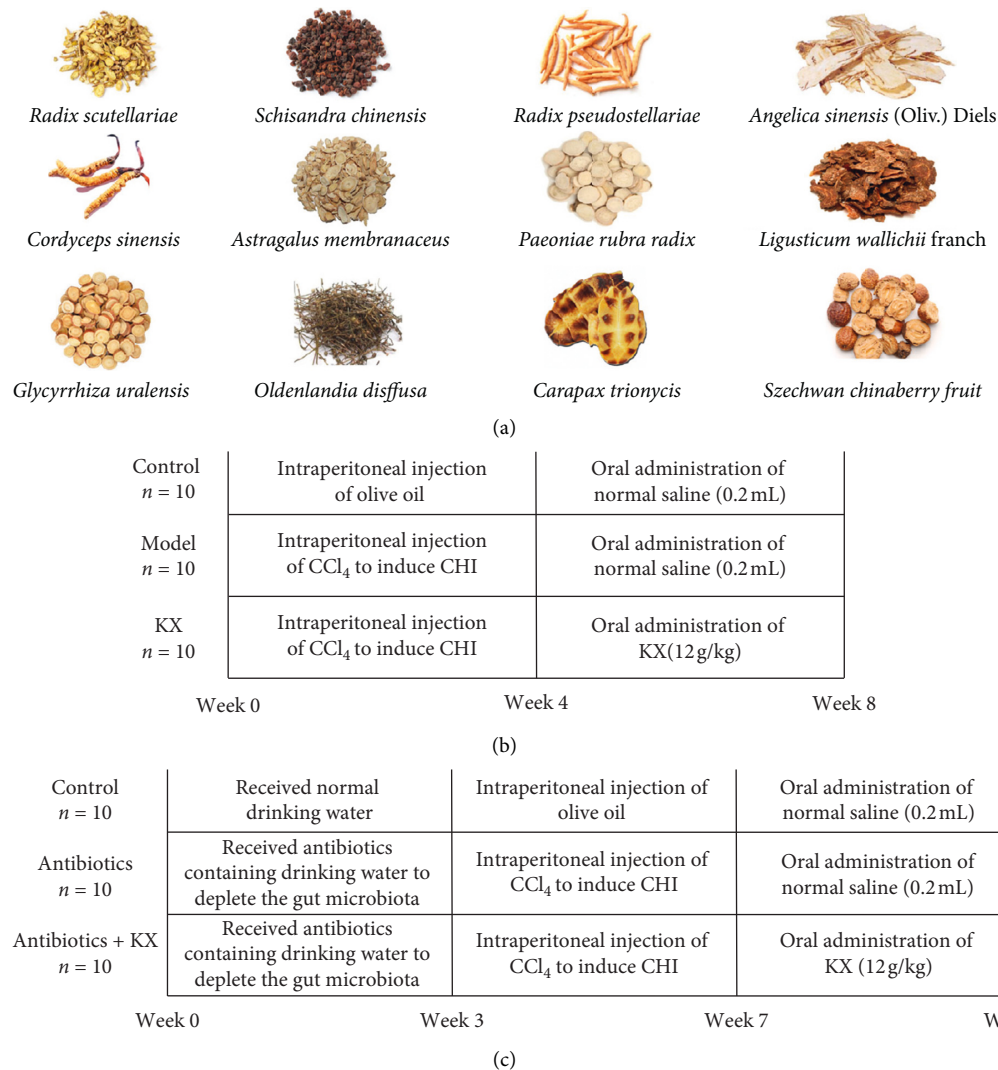 Radix scutellariae
Schisandra chinensis
Radix pseudostellariae
Angelica sinensis (Oliv.) Diels
Cordyceps sinensis
Astragalus membranaceus
Paeoniae rubra radix
Ligusticum wallichii franch
Glycyrrhiza uralensis
Oldenlandia disffusa
Carapax trionycis
Szechwan chinaberry fruit
(a)
Control
n = 10
Intraperitoneal injection
of olive oil
Oral administration of
normal saline (0.2 mL)
Model
n = 10
Intraperitoneal injection
of CCl₄ to induce CHI
Oral administration of
normal saline (0.2 mL)
KX
n = 10
Intraperitoneal injection
of CCl₄ to induce CHI
Oral administration of
KX(12 g/kg)
Week 0
Week 4
Week 8
(b)
Control
n = 10
Received normal
drinking water
Intraperitoneal injection of
olive oil
Oral administration of
normal saline (0.2 mL)
Antibiotics
n = 10
Received antibiotics
containing drinking water to
deplete the gut microbiota
Intraperitoneal injection of
CCl₄ to induce CHI
Oral administration of
normal saline (0.2 mL)
Antibiotics + KX
n = 10
Received antibiotics
containing drinking water to
deplete the gut microbiota
Intraperitoneal injection of
CCl₄ to induce CHI
Oral administration of
KX (12 g/kg)
Week 0
Week 3
Week 7
(c)